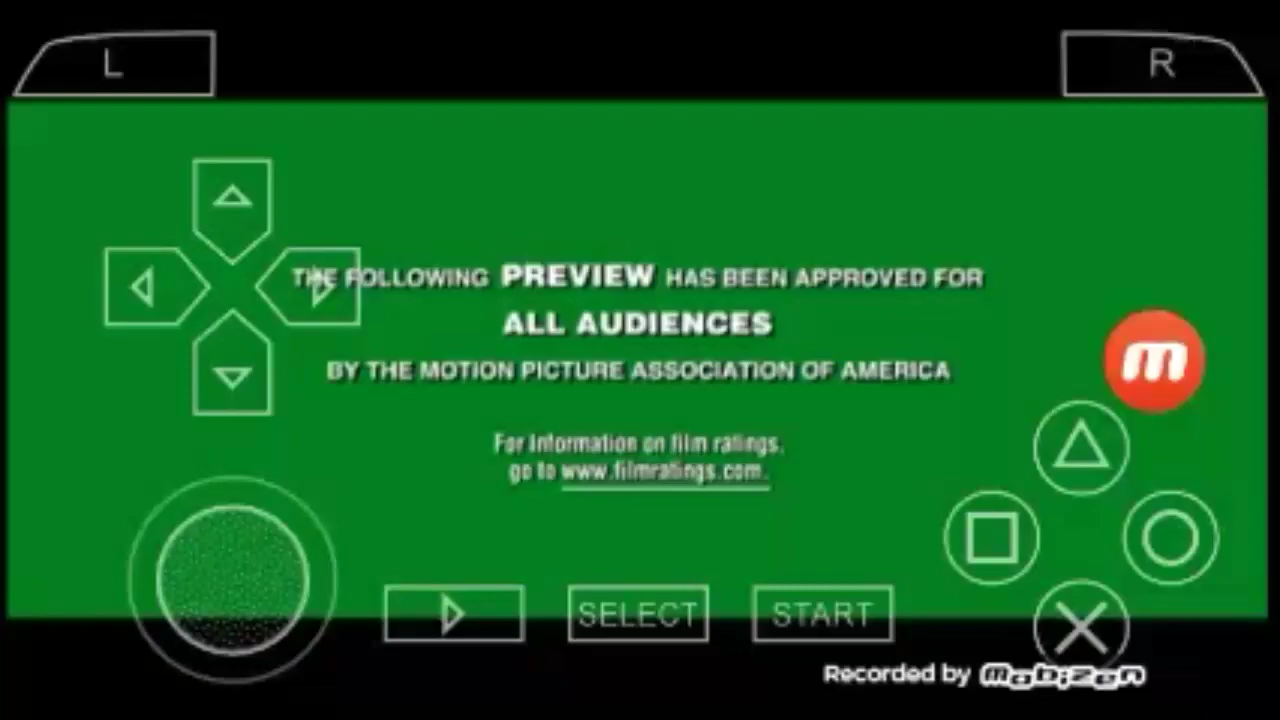 L
R
THE FOLLOWING PREVIEW HAS BEEN APPROVED FOR
ALL AUDIENCES
BY THE MOTION PICTURE ASSOCIATION OF AMERICA
For Information on film ratings,
go to www.filmratings.com.
m
SELECT
START
Recorded by mobizen